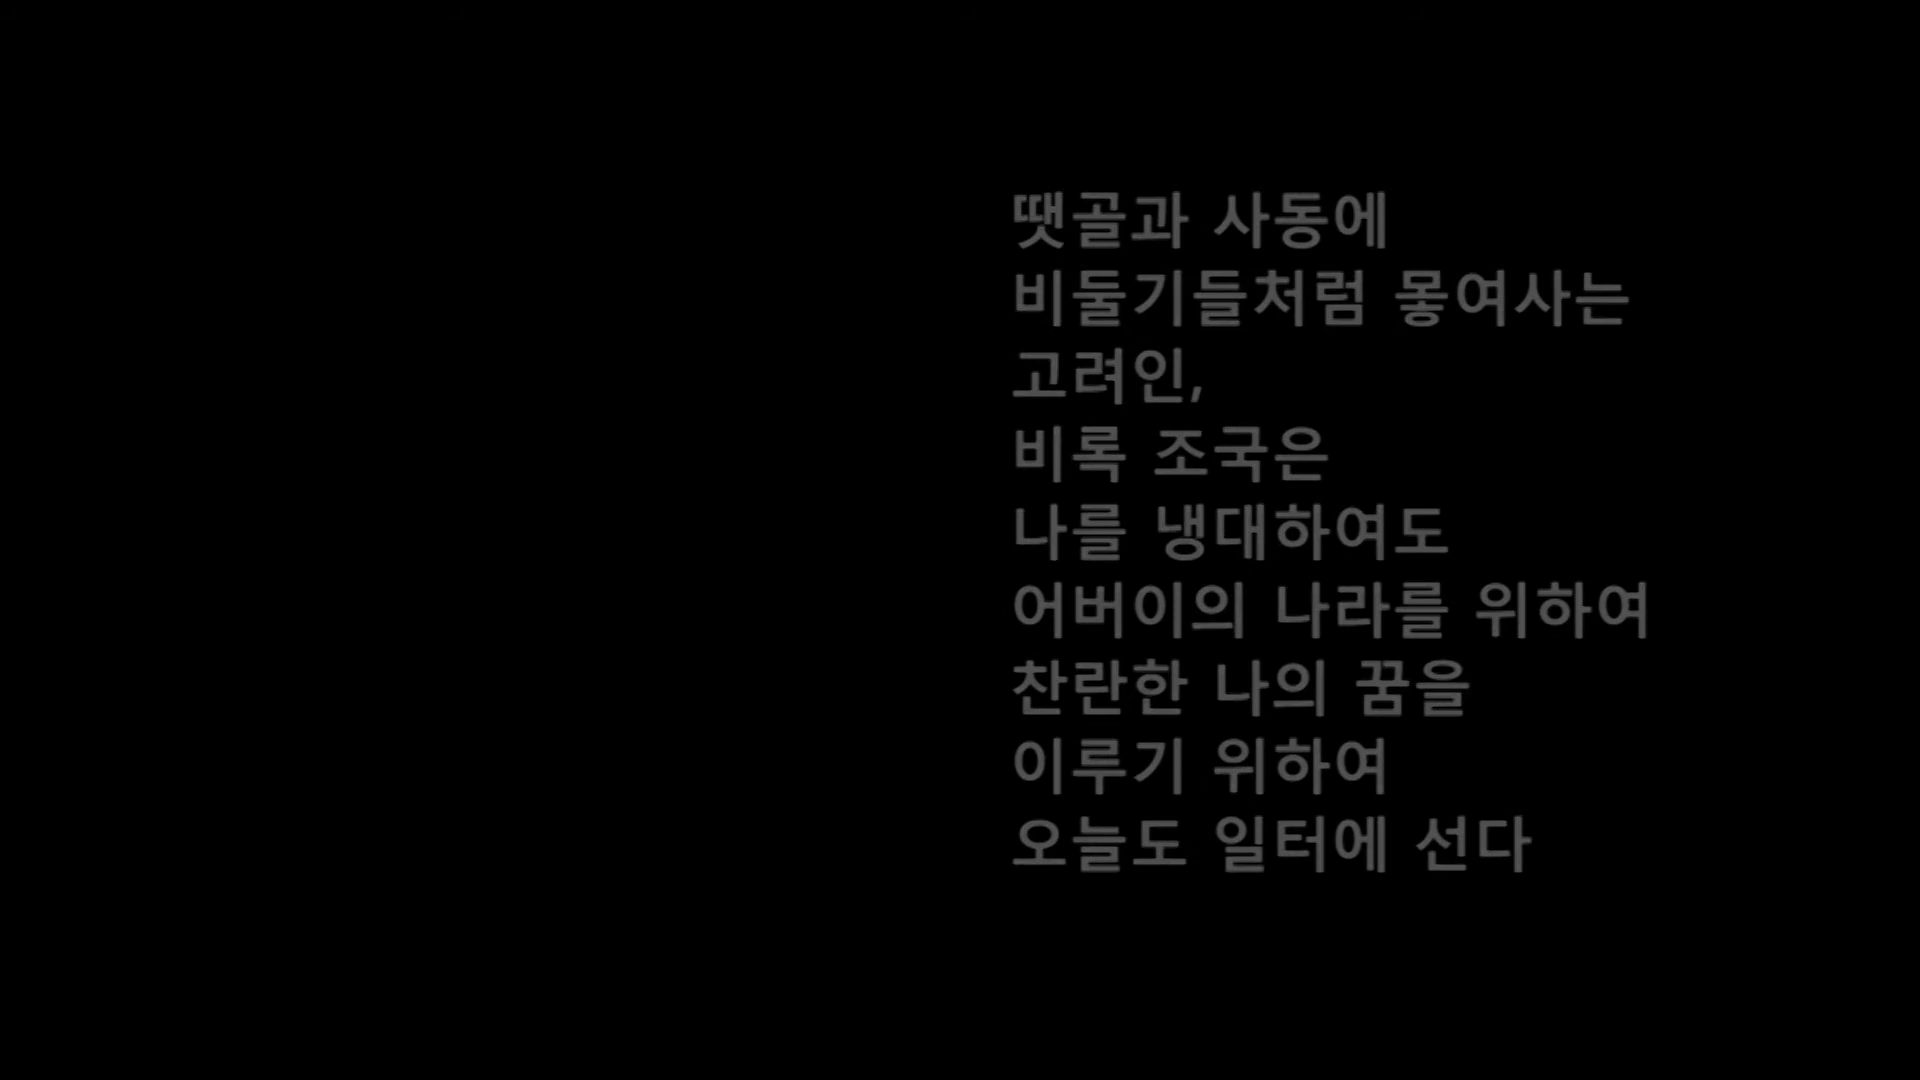 땟골과 사동에
비둘기들처럼 몽여사는
고려인,
비록 조국은
나를 냉대하여도
어버이의 나라를 위하여
찬란한 나의 꿈을
이루기 위하여
오늘도 일터에 선다